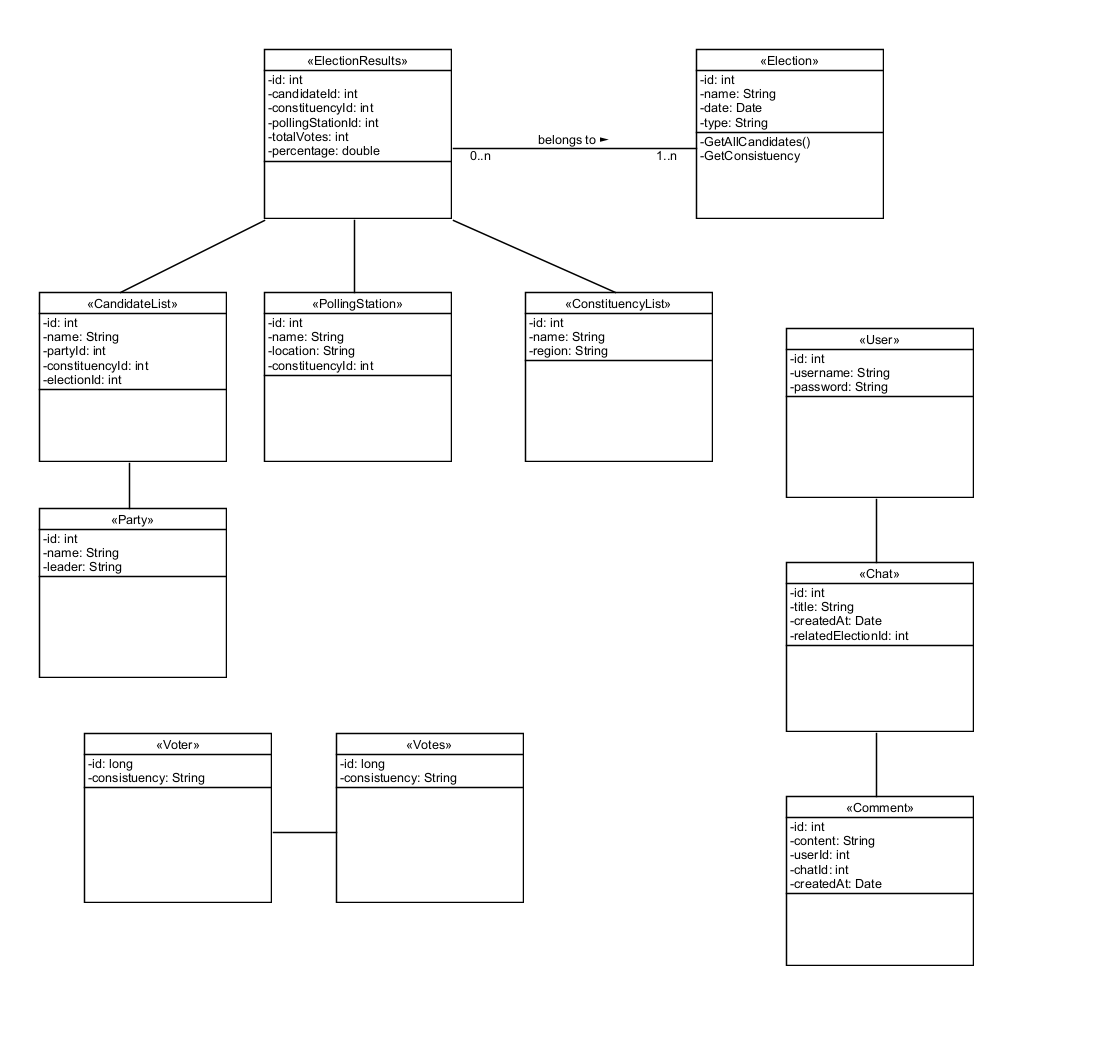 «ElectionResults»
-id: int
-candidateId: int
-constituencyId: int
-pollingStationId: int
-totalVotes: int
-percentage: double
belongs to ►
0..n
1..n
«Election»
-id: int
-name: String
-date: Date
-type: String
-GetAllCandidates()
-GetConsistuency
«CandidateList»
-id: int
-name: String
-partyId: int
-constituencyId: int
-electionId: int
«PollingStation»
-id: int
-name: String
-location: String
-constituencyId: int
«ConstituencyList»
-id: int
-name: String
-region: String
«User»
-id: int
-username: String
-password: String
«Party»
-id: int
-name: String
-leader: String
«Chat»
-id: int
-title: String
-createdAt: Date
-relatedElectionId: int
«Voter»
-id: long
-consistuency: String
«Votes»
-id: long
-consistuency: String
«Comment»
-id: int
-content: String
-userId: int
-chatId: int
-createdAt: Date